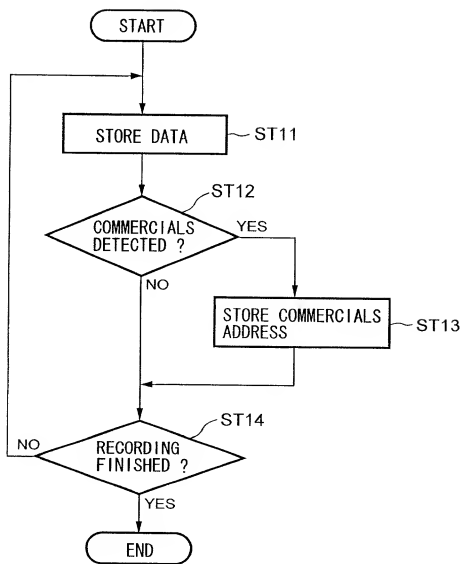 START
STORE DATA
ST11
ST12
COMMERCIALS
DETECTED ?
YES
NO
STORE COMMERCIALS
ADDRESS
ST13
ST14
NO
RECORDING
FINISHED ?
YES
END